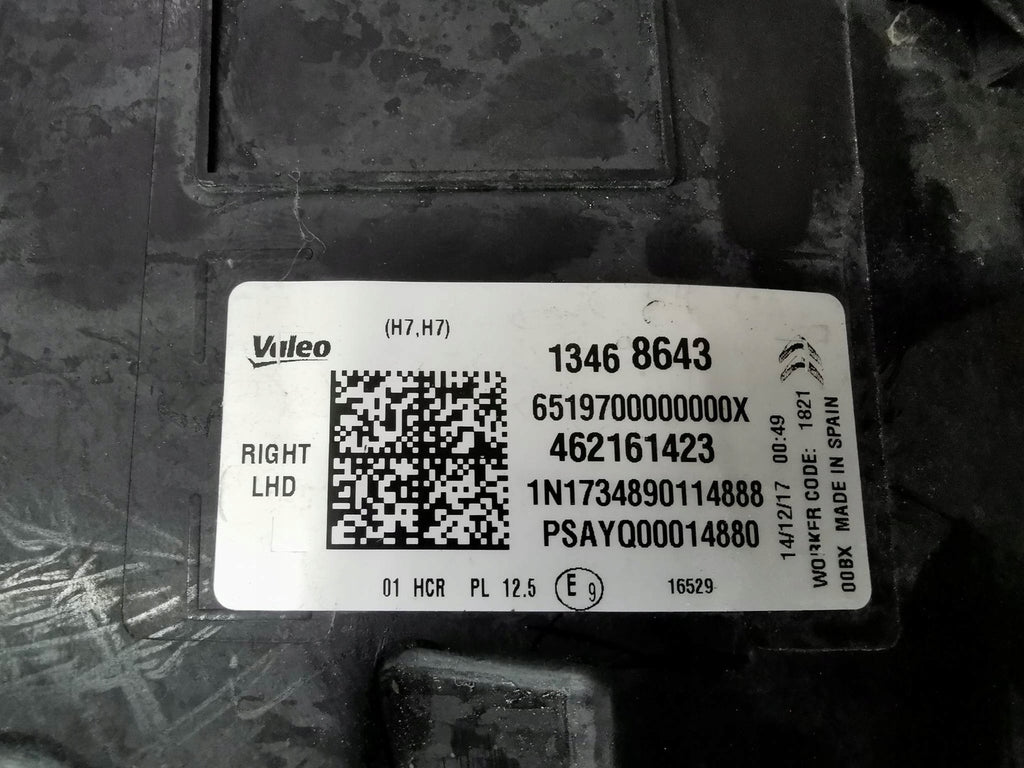 Valeo
(H7,H7)
RIGHT
LHD
1346 8643
6519700000000X
462161423
1N1734890114888
PSAYQ00014880
01 HCR PL 12.5 E 9 16529
14/12/17 00:49
WORKER CODE: 1821
00BX MADE IN SPAIN